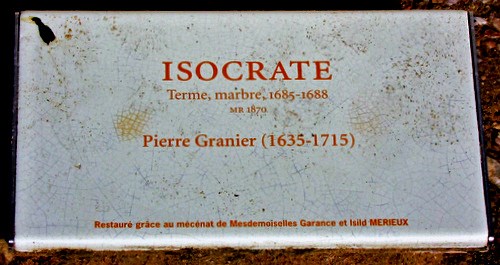 ISOCRATE
Terme, marbre, 1685-1688
MR 1870
Pierre Granier (1635-1715)
Restauré grâce au mécénat de Mesdemoiselles Garance et Isild MERIEUX